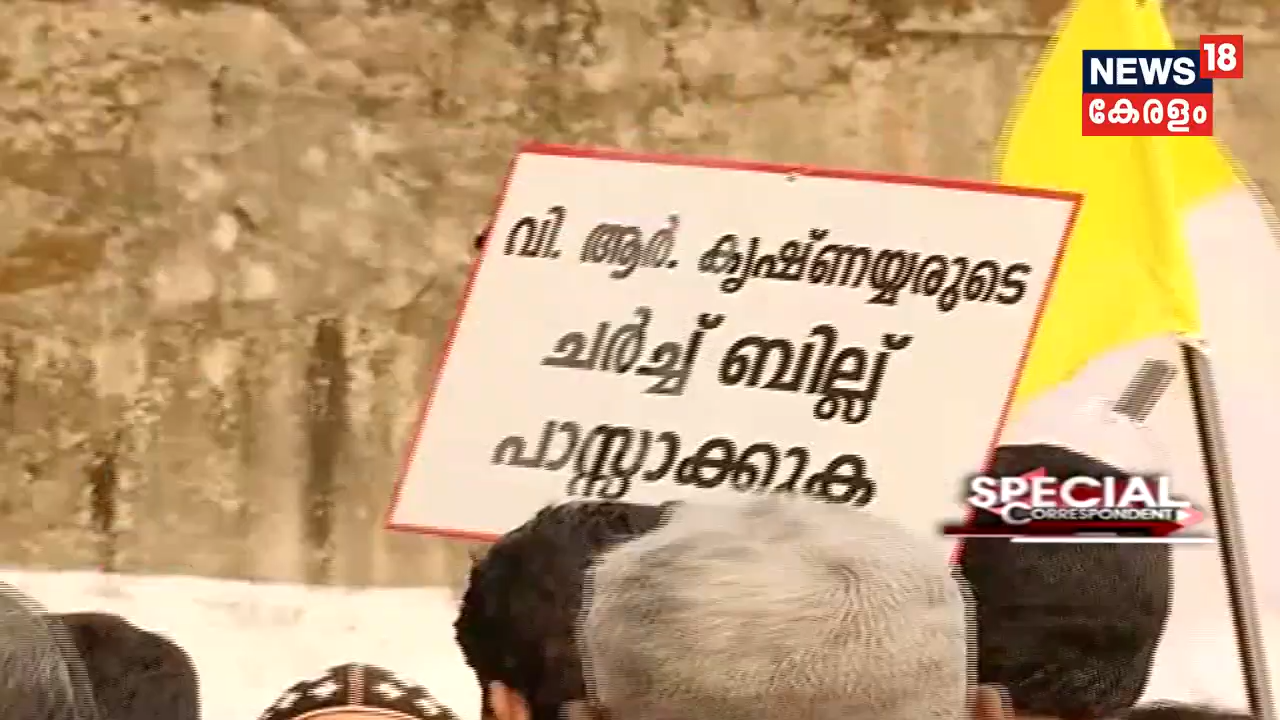 NEWS 18
കേരളം
വി. ആർ. കൃഷ്ണയ്യരുടെ
ചർച്ച് ബില്ല്
പാസ്സാക്കുക
SPECIAL
CORRESPONDENT